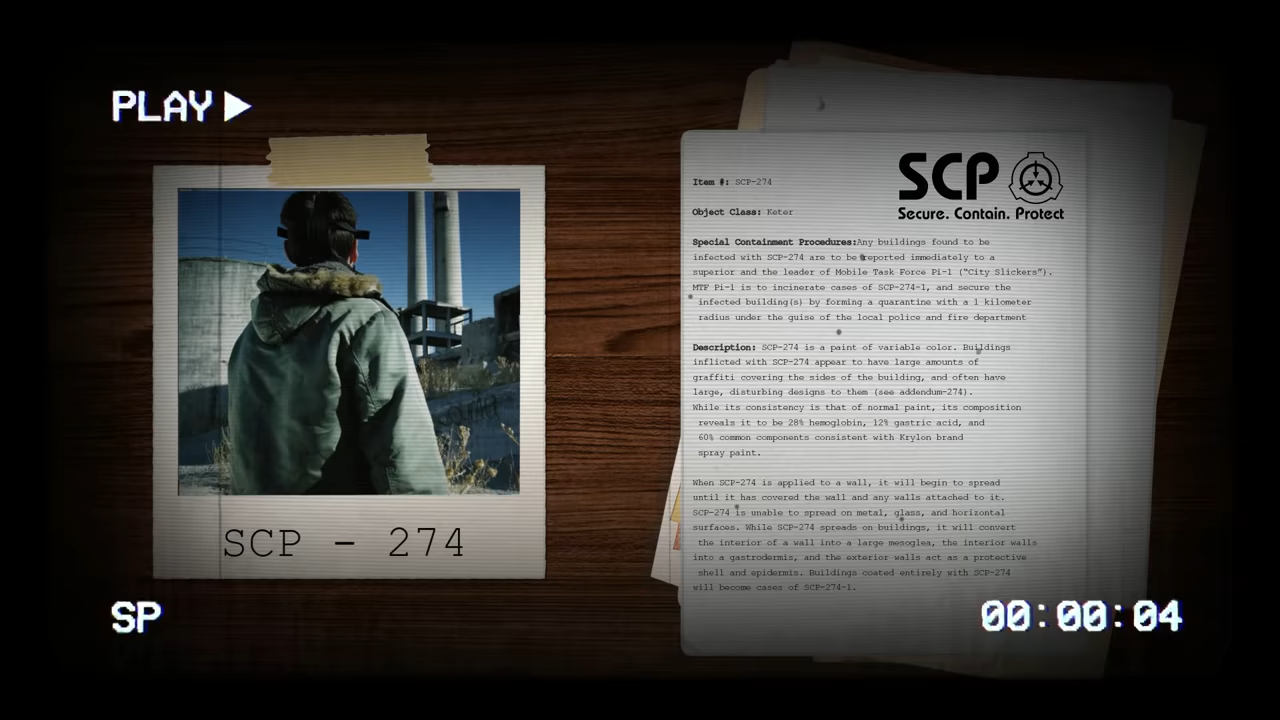 PLAY
SCP - 274
SP
SCP
Secure. Contain. Protect
Item #: SCP-274
Object Class: Keter
Special Containment Procedures:Any buildings found to be
infected with SCP-274 are to be reported immediately to a
superior and the leader of Mobile Task Force Pi-1 (“City Slickers”).
MTF Pi-1 is to incinerate cases of SCP-274-1, and secure the
infected building(s) by forming a quarantine with a 1 kilometer
radius under the guise of the local police and fire department
Description: SCP-274 is a paint of variable color. Buildings
inflicted with SCP-274 appear to have large amounts of
graffiti covering the sides of the building, and often have
large, disturbing designs to them (see addendum-274).
While its consistency is that of normal paint, its composition
reveals it to be 28% hemoglobin, 12% gastric acid, and
60% common components consistent with Krylon brand
spray paint.
When SCP-274 is applied to a wall, it will begin to spread
until it has covered the wall and any walls attached to it.
SCP-274 is unable to spread on metal, glass, and horizontal
surfaces. While SCP-274 spreads on buildings, it will convert
the interior of a wall into a large mesoglea, the interior walls
into a gastrodermis, and the exterior walls act as a protective
shell and epidermis. Buildings coated entirely with SCP-274
will become cases of SCP-274-1.
00:00:04